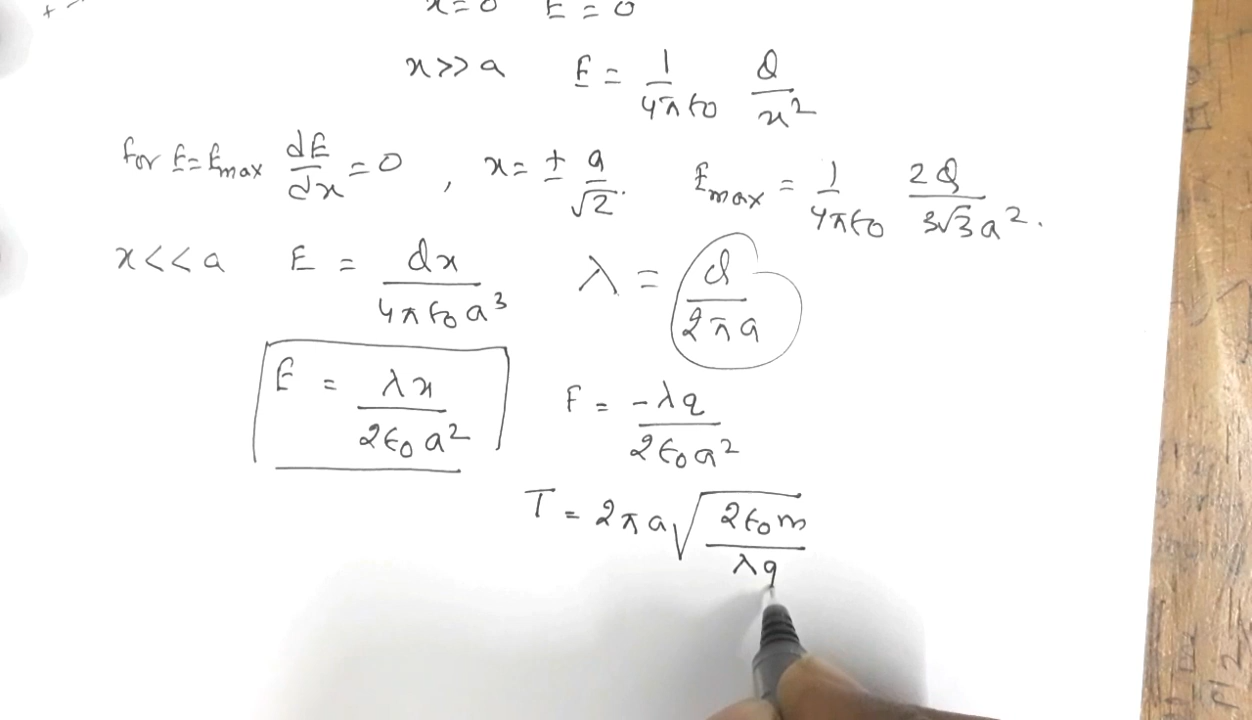 x = 0 E = 0
x >> a E = 1/4πε0 Q/x²
for E = Emax dE/dx = 0 , x = ± a/√2. Emax = 1/4πε0 2Q/3√3a².
x << a E = dx/4πε0a³ λ = Q/2πa
E = λx/2ε0a² F = -λq/2ε0a²
T = 2πa√(2ε0m/λq)